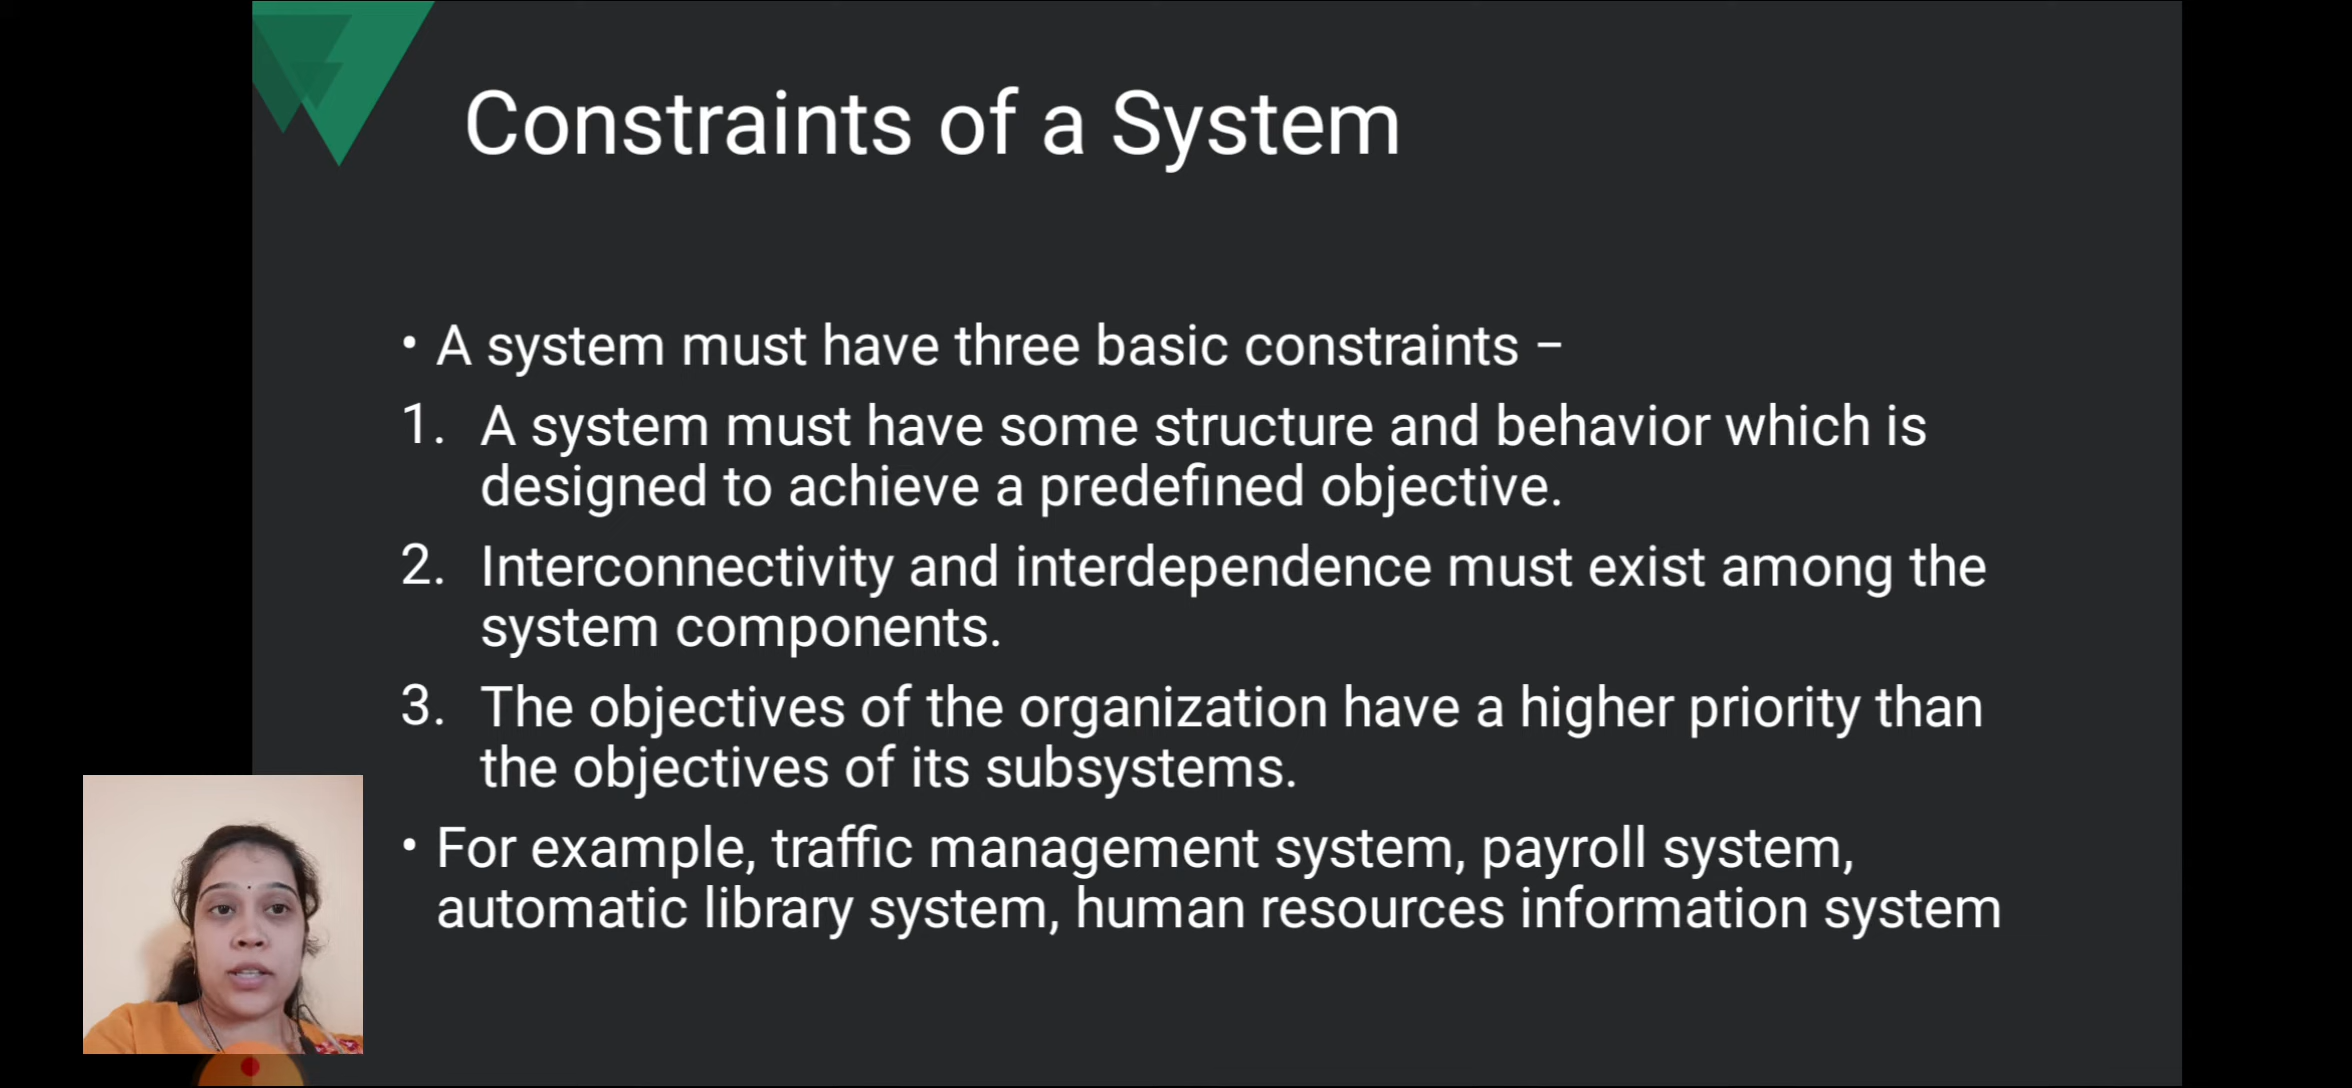 Constraints of a System
• A system must have three basic constraints –
1. A system must have some structure and behavior which is
designed to achieve a predefined objective.
2. Interconnectivity and interdependence must exist among the
system components.
3. The objectives of the organization have a higher priority than
the objectives of its subsystems.
• For example, traffic management system, payroll system,
automatic library system, human resources information system